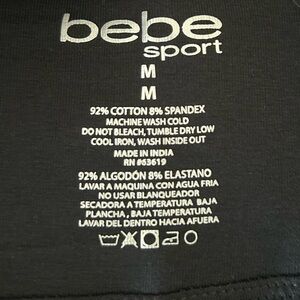 bebe
sport
M
M
92% COTTON 8% SPANDEX
MACHINE WASH COLD
DO NOT BLEACH, TUMBLE DRY LOW
COOL IRON, WASH INSIDE OUT
MADE IN INDIA
RN #63619
92% ALGODÓN 8% ELASTANO
LAVAR A MAQUINA CON AGUA FRIA
NO USAR BLANQUEADOR
SECADORA A TEMPERATURA BAJA
PLANCHA, BAJA TEMPERATURA
LAVAR DEL DENTRO HACIA AFUERA